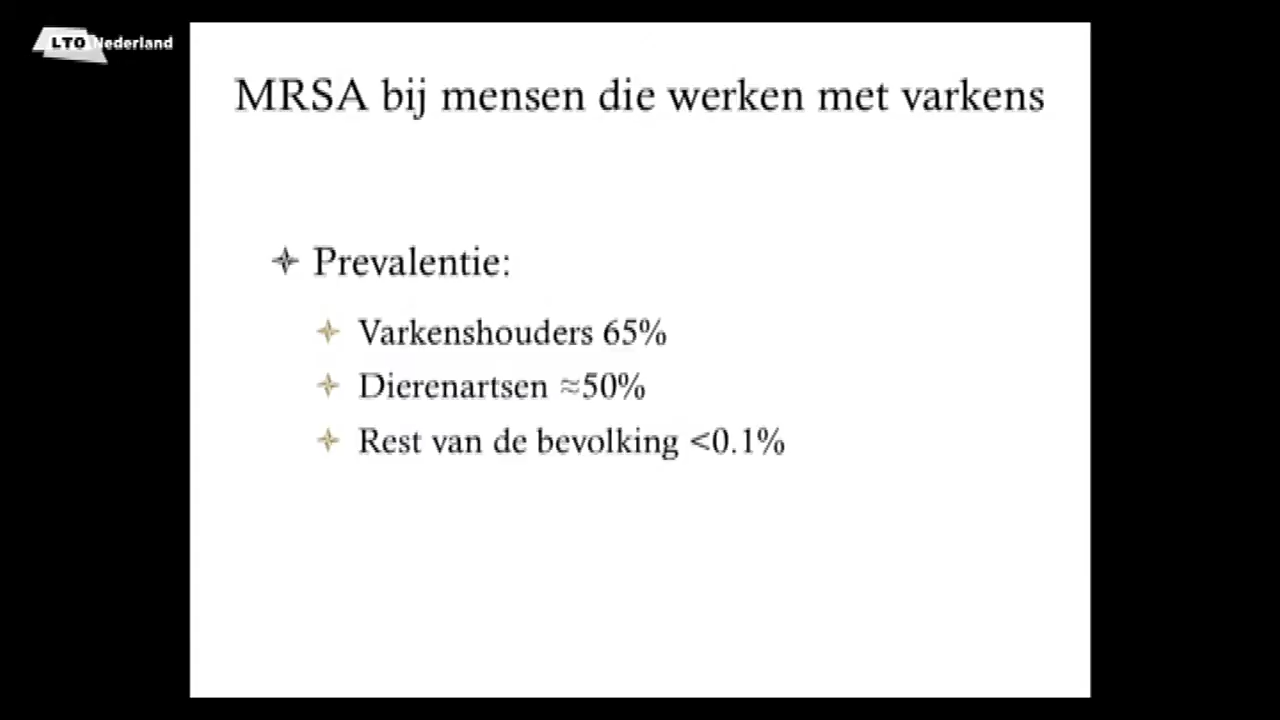 LTO Nederland
MRSA bij mensen die werken met varkens
Prevalentie:
Varkenshouders 65%
Dierenartsen ≈50%
Rest van de bevolking <0.1%